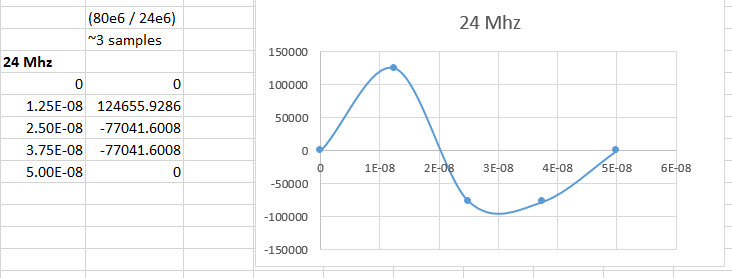 (80e6 / 24e6)
~3 samples
24 Mhz
0 0
1.25E-08 124655.9286
2.50E-08 -77041.6008
3.75E-08 -77041.6008
5.00E-08 0
24 Mhz
150000
100000
50000
0
-50000
-100000
-150000
0 1E-08 2E-08 3E-08 4E-08 5E-08 6E-08